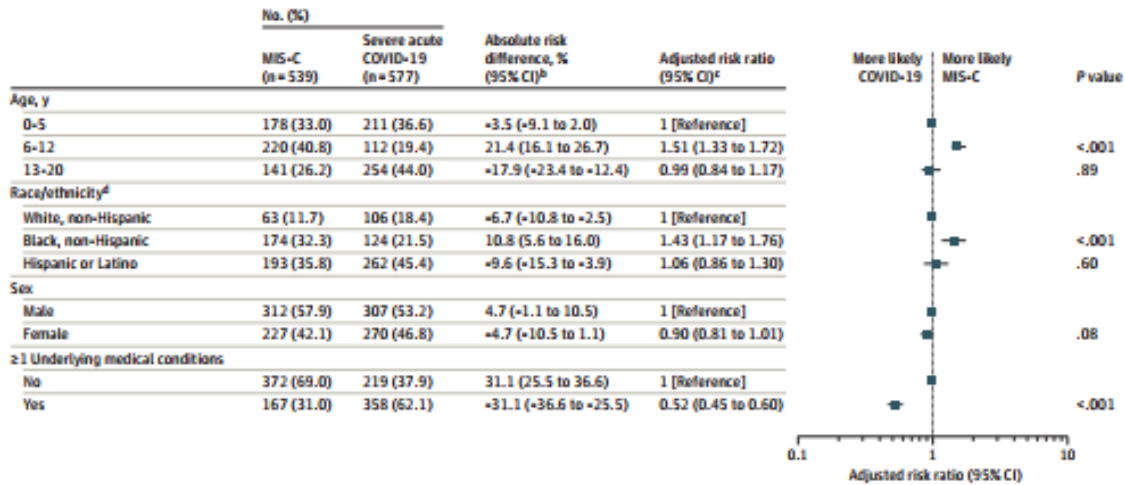 No. (%)
MIS-C (n=539) Severe acute COVID-19 (n=577) Absolute risk difference, % (95% CI)b Adjusted risk ratio (95% CI)c More likely COVID-19 More likely MIS-C P value
Age, y
0-5 178 (33.0) 211 (36.6) -3.5 (-9.1 to 2.0) 1 [Reference]
6-12 220 (40.8) 112 (19.4) 21.4 (16.1 to 26.7) 1.51 (1.33 to 1.72) <.001
13-20 141 (26.2) 254 (44.0) -17.9 (-23.4 to -12.4) 0.99 (0.84 to 1.17) .89
Race/ethnicityd
White, non-Hispanic 63 (11.7) 106 (18.4) -6.7 (-10.8 to -2.5) 1 [Reference]
Black, non-Hispanic 174 (32.3) 124 (21.5) 10.8 (5.6 to 16.0) 1.43 (1.17 to 1.76) <.001
Hispanic or Latino 193 (35.8) 262 (45.4) -9.6 (-15.3 to -3.9) 1.06 (0.86 to 1.30) .60
Sex
Male 312 (57.9) 307 (53.2) 4.7 (-1.1 to 10.5) 1 [Reference]
Female 227 (42.1) 270 (46.8) -4.7 (-10.5 to 1.1) 0.90 (0.81 to 1.01) .08
≥1 Underlying medical conditions
No 372 (69.0) 219 (37.9) 31.1 (25.5 to 36.6) 1 [Reference]
Yes 167 (31.0) 358 (62.1) -31.1 (-36.6 to -25.5) 0.52 (0.45 to 0.60) <.001
0.1 1 10
Adjusted risk ratio (95% CI)